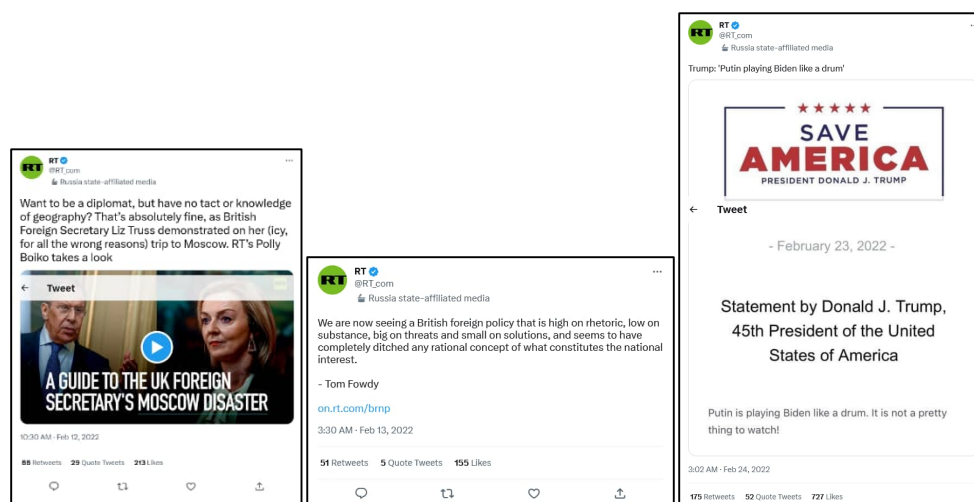 RT
@RT_com
Russia state-affiliated media
Want to be a diplomat, but have no tact or knowledge
of geography? That's absolutely fine, as British
Foreign Secretary Liz Truss demonstrated on her (icy,
for all the wrong reasons) trip to Moscow. RT's Polly
Boiko takes a look
← Tweet
A GUIDE TO THE UK FOREIGN
SECRETARY'S MOSCOW DISASTER
10:30 AM · Feb 12, 2022
88 Retweets 29 Quote Tweets 213 Likes
RT
RT
@RT_com
Russia state-affiliated media
We are now seeing a British foreign policy that is high on rhetoric, low on
substance, big on threats and small on solutions, and seems to have
completely ditched any rational concept of what constitutes the national
interest.
- Tom Fowdy
on.rt.com/brnp
3:30 AM · Feb 13, 2022
51 Retweets 5 Quote Tweets 155 Likes
RT
RT
@RT_com
Russia state-affiliated media
Trump: 'Putin playing Biden like a drum'
SAVE
AMERICA
PRESIDENT DONALD J. TRUMP
← Tweet
- February 23, 2022 -
Statement by Donald J. Trump,
45th President of the United
States of America
Putin is playing Biden like a drum. It is not a pretty
thing to watch!
3:02 AM · Feb 24, 2022
175 Retweets 52 Quote Tweets 727 Likes